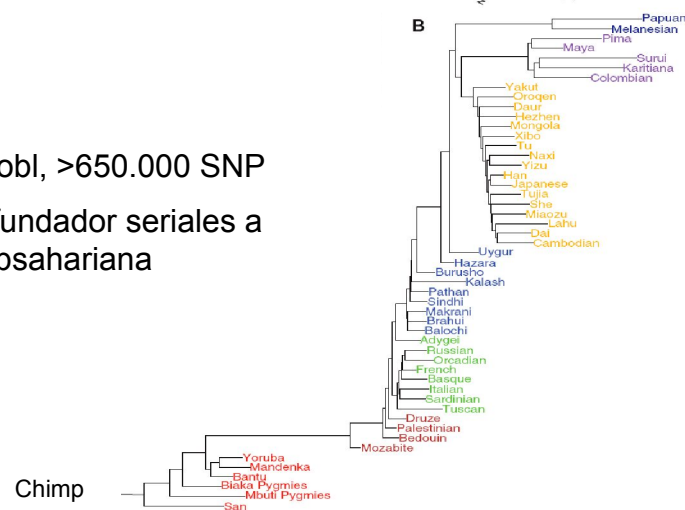 B
Papuan
Melanesian
Pima
Maya
Surui
Karitiana
Colombian
Yakut
Oroqen
Daur
Hezhen
Mongola
Xibo
Tu
Naxi
Yizu
Han
Japanese
Tujia
She
Miaozu
Lahu
Dai
Cambodian
obl, >650.000 SNP
fundador seriales a
osahariana
Uygur
Hazara
Burusho
Kalash
Pathan
Sindhi
Makrani
Brahui
Balochi
Adygei
Russian
Orcadian
French
Basque
Italian
Sardinian
Tuscan
Druze
Palestinian
Bedouin
Mozabite
Yoruba
Mandenka
Bantu
Biaka Pygmies
Mbuti Pygmies
San
Chimp